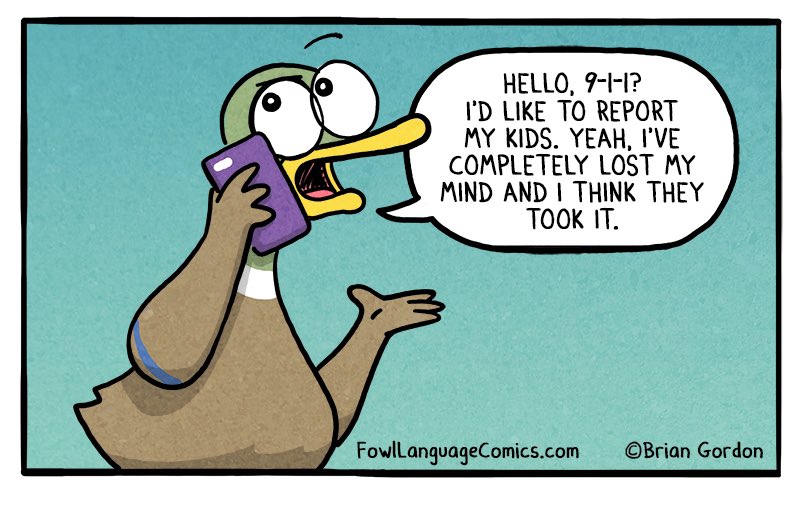 HELLO, 9-1-1?
I'D LIKE TO REPORT
MY KIDS. YEAH, I'VE
COMPLETELY LOST MY
MIND AND I THINK THEY
TOOK IT.
FowlLanguageComics.com ©Brian Gordon